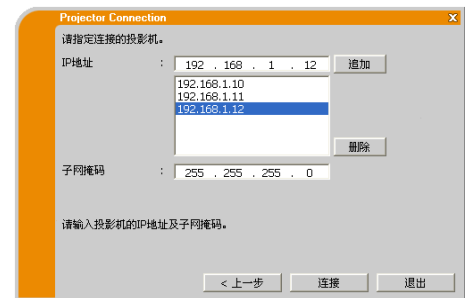 Projector Connection
请指定连接的投影机。
IP地址 : 192 . 168 . 1 . 12 追加
192.168.1.10
192.168.1.11
192.168.1.12
删除
子网掩码 : 255 . 255 . 255 . 0
请输入投影机的IP地址及子网掩码。
< 上一步 连接 退出